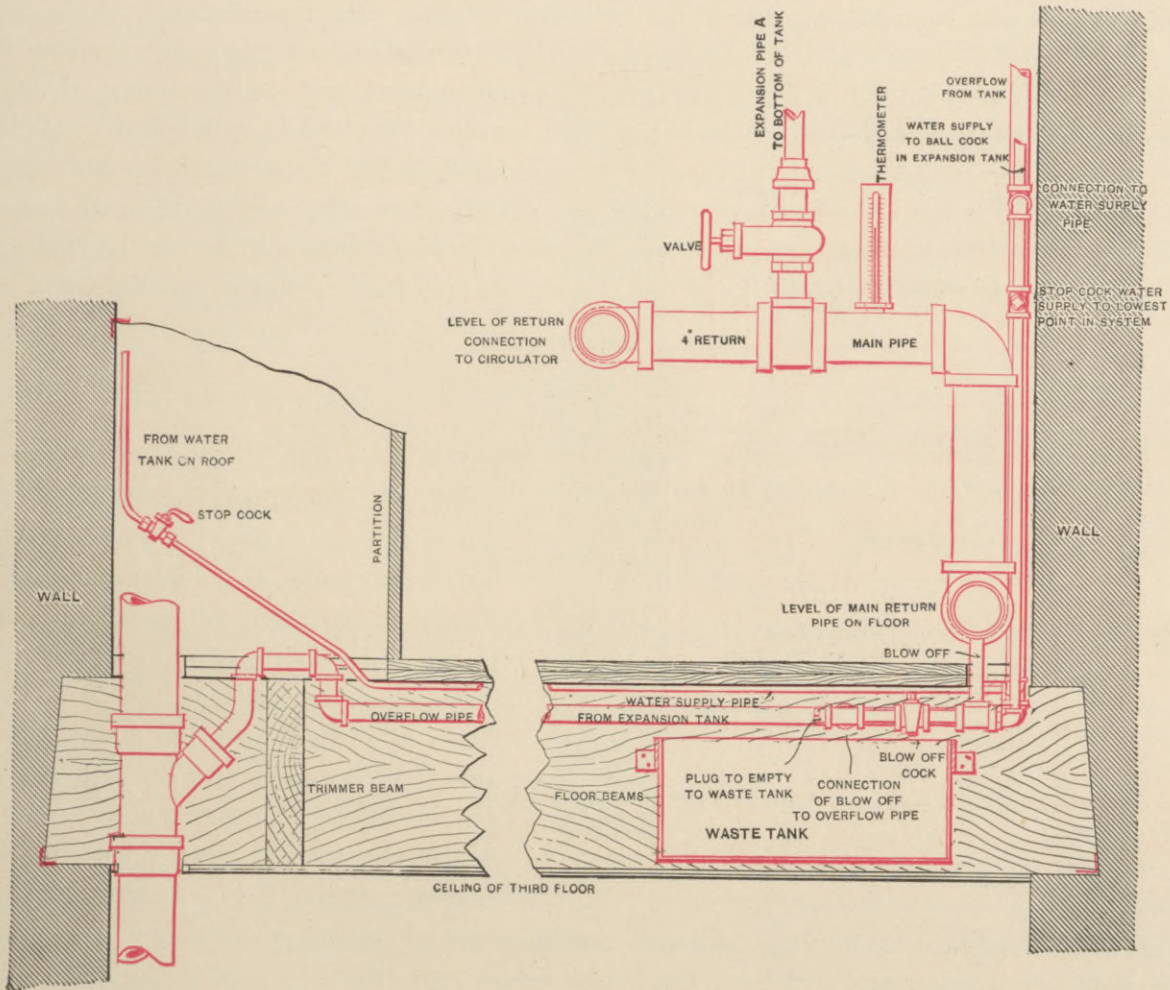 EXPANSION PIPE A
TO BOTTOM OF TANK
THERMOMETER
OVERFLOW
FROM TANK
WATER SUPPLY
TO BALL COCK
IN EXPANSION TANK
CONNECTION TO
WATER SUPPLY
PIPE
VALVE
STOP COCK WATER
SUPPLY TO LOWEST
POINT IN SYSTEM
LEVEL OF RETURN
CONNECTION
TO CIRCULATOR
4" RETURN
MAIN PIPE
FROM WATER
TANK ON ROOF
STOP COCK
PARTITION
WALL
WALL
LEVEL OF MAIN RETURN
PIPE ON FLOOR
BLOW OFF
WATER SUPPLY PIPE
OVERFLOW PIPE
FROM EXPANSION TANK
TRIMMER BEAM
FLOOR BEAMS
PLUG TO EMPTY
TO WASTE TANK
BLOW OFF
COCK
CONNECTION
OF BLOW OFF
TO OVERFLOW PIPE
WASTE TANK
CEILING OF THIRD FLOOR